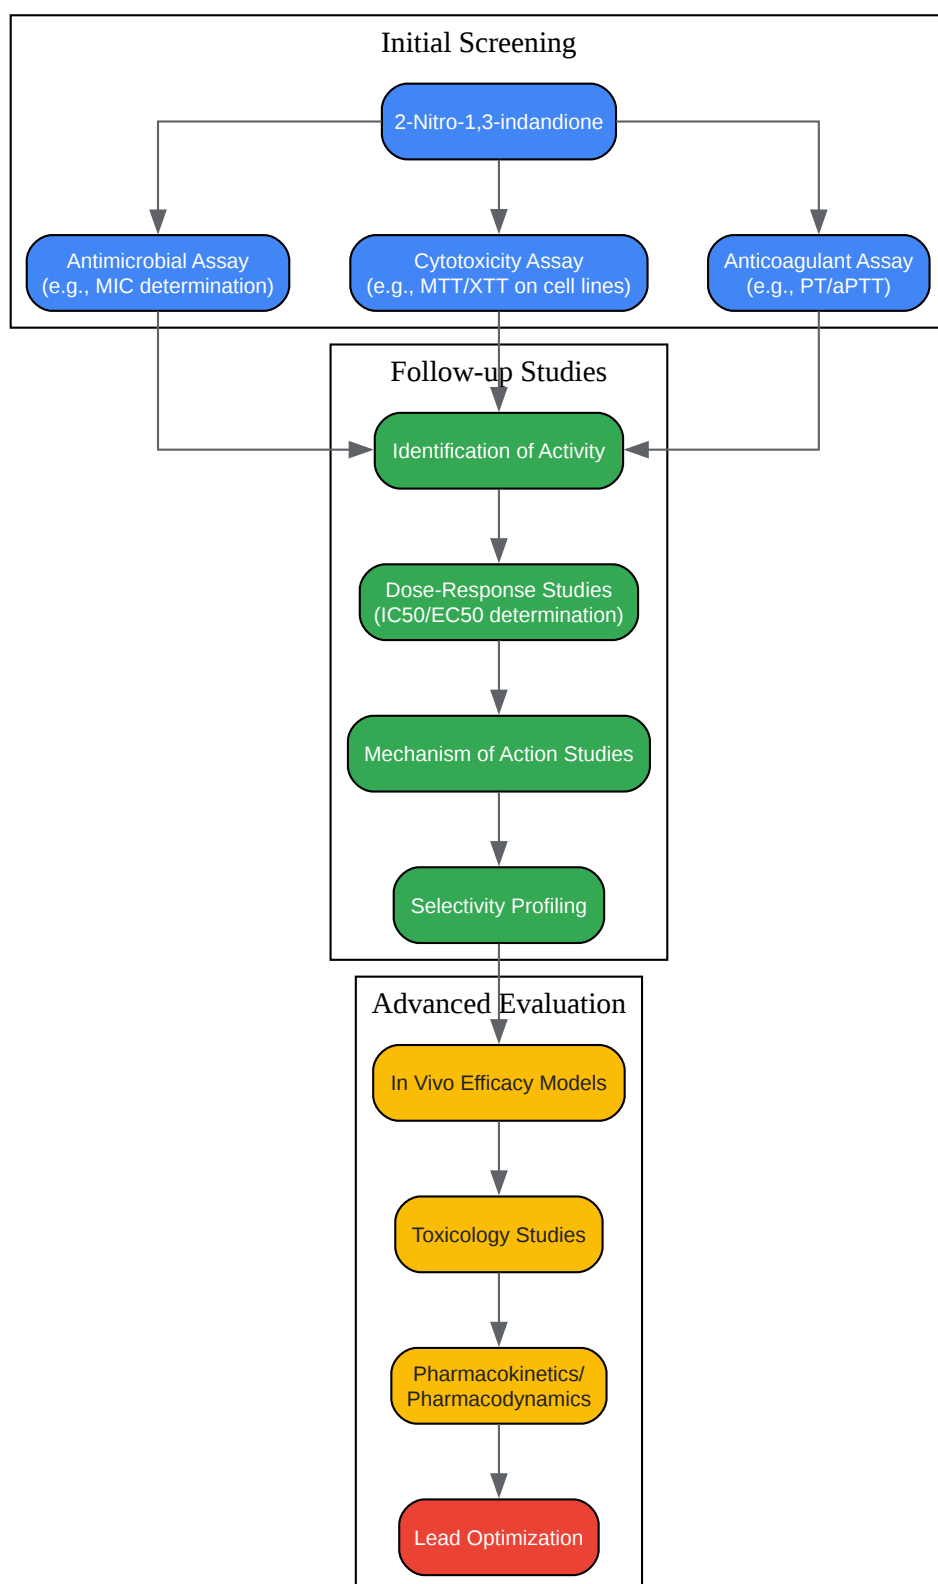 Initial Screening
2-Nitro-1,3-indandione
Antimicrobial Assay
(e.g., MIC determination)
Cytotoxicity Assay
(e.g., MTT/XTT on cell lines)
Anticoagulant Assay
(e.g., PT/aPTT)
Follow-up Studies
Identification of Activity
Dose-Response Studies
(IC50/EC50 determination)
Mechanism of Action Studies
Selectivity Profiling
Advanced Evaluation
In Vivo Efficacy Models
Toxicology Studies
Pharmacokinetics/
Pharmacodynamics
Lead Optimization